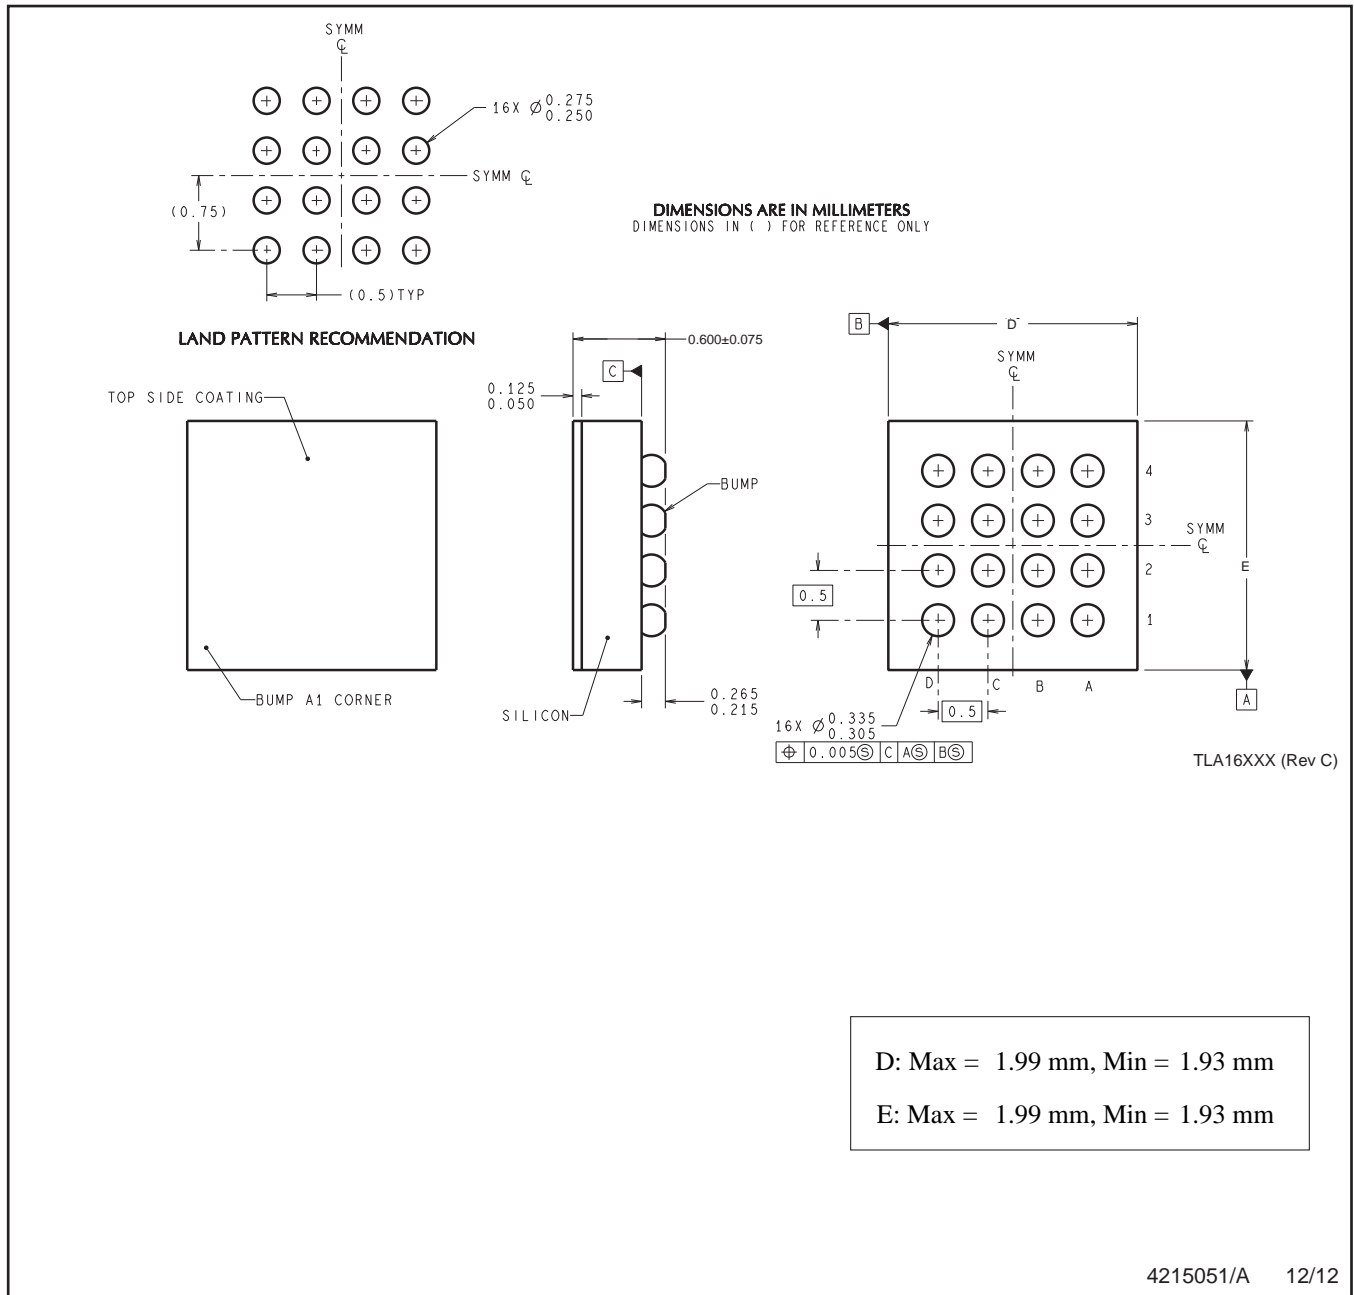 SYMM
℄
16X Ø 0.275
0.250
SYMM ℄
(0.75)
(0.5)TYP
DIMENSIONS ARE IN MILLIMETERS
DIMENSIONS IN ( ) FOR REFERENCE ONLY
LAND PATTERN RECOMMENDATION
TOP SIDE COATING
BUMP A1 CORNER
0.600±0.075
C
0.125
0.050
BUMP
SILICON
0.265
0.215
B
D
SYMM
℄
4
3
SYMM
℄
2
E
0.5
1
D C B A
A
0.5
16X Ø 0.335
0.305
⌖ 0.005Ⓢ C AⓈ BⓈ
TLA16XXX (Rev C)
D: Max = 1.99 mm, Min = 1.93 mm
E: Max = 1.99 mm, Min = 1.93 mm
4215051/A 12/12